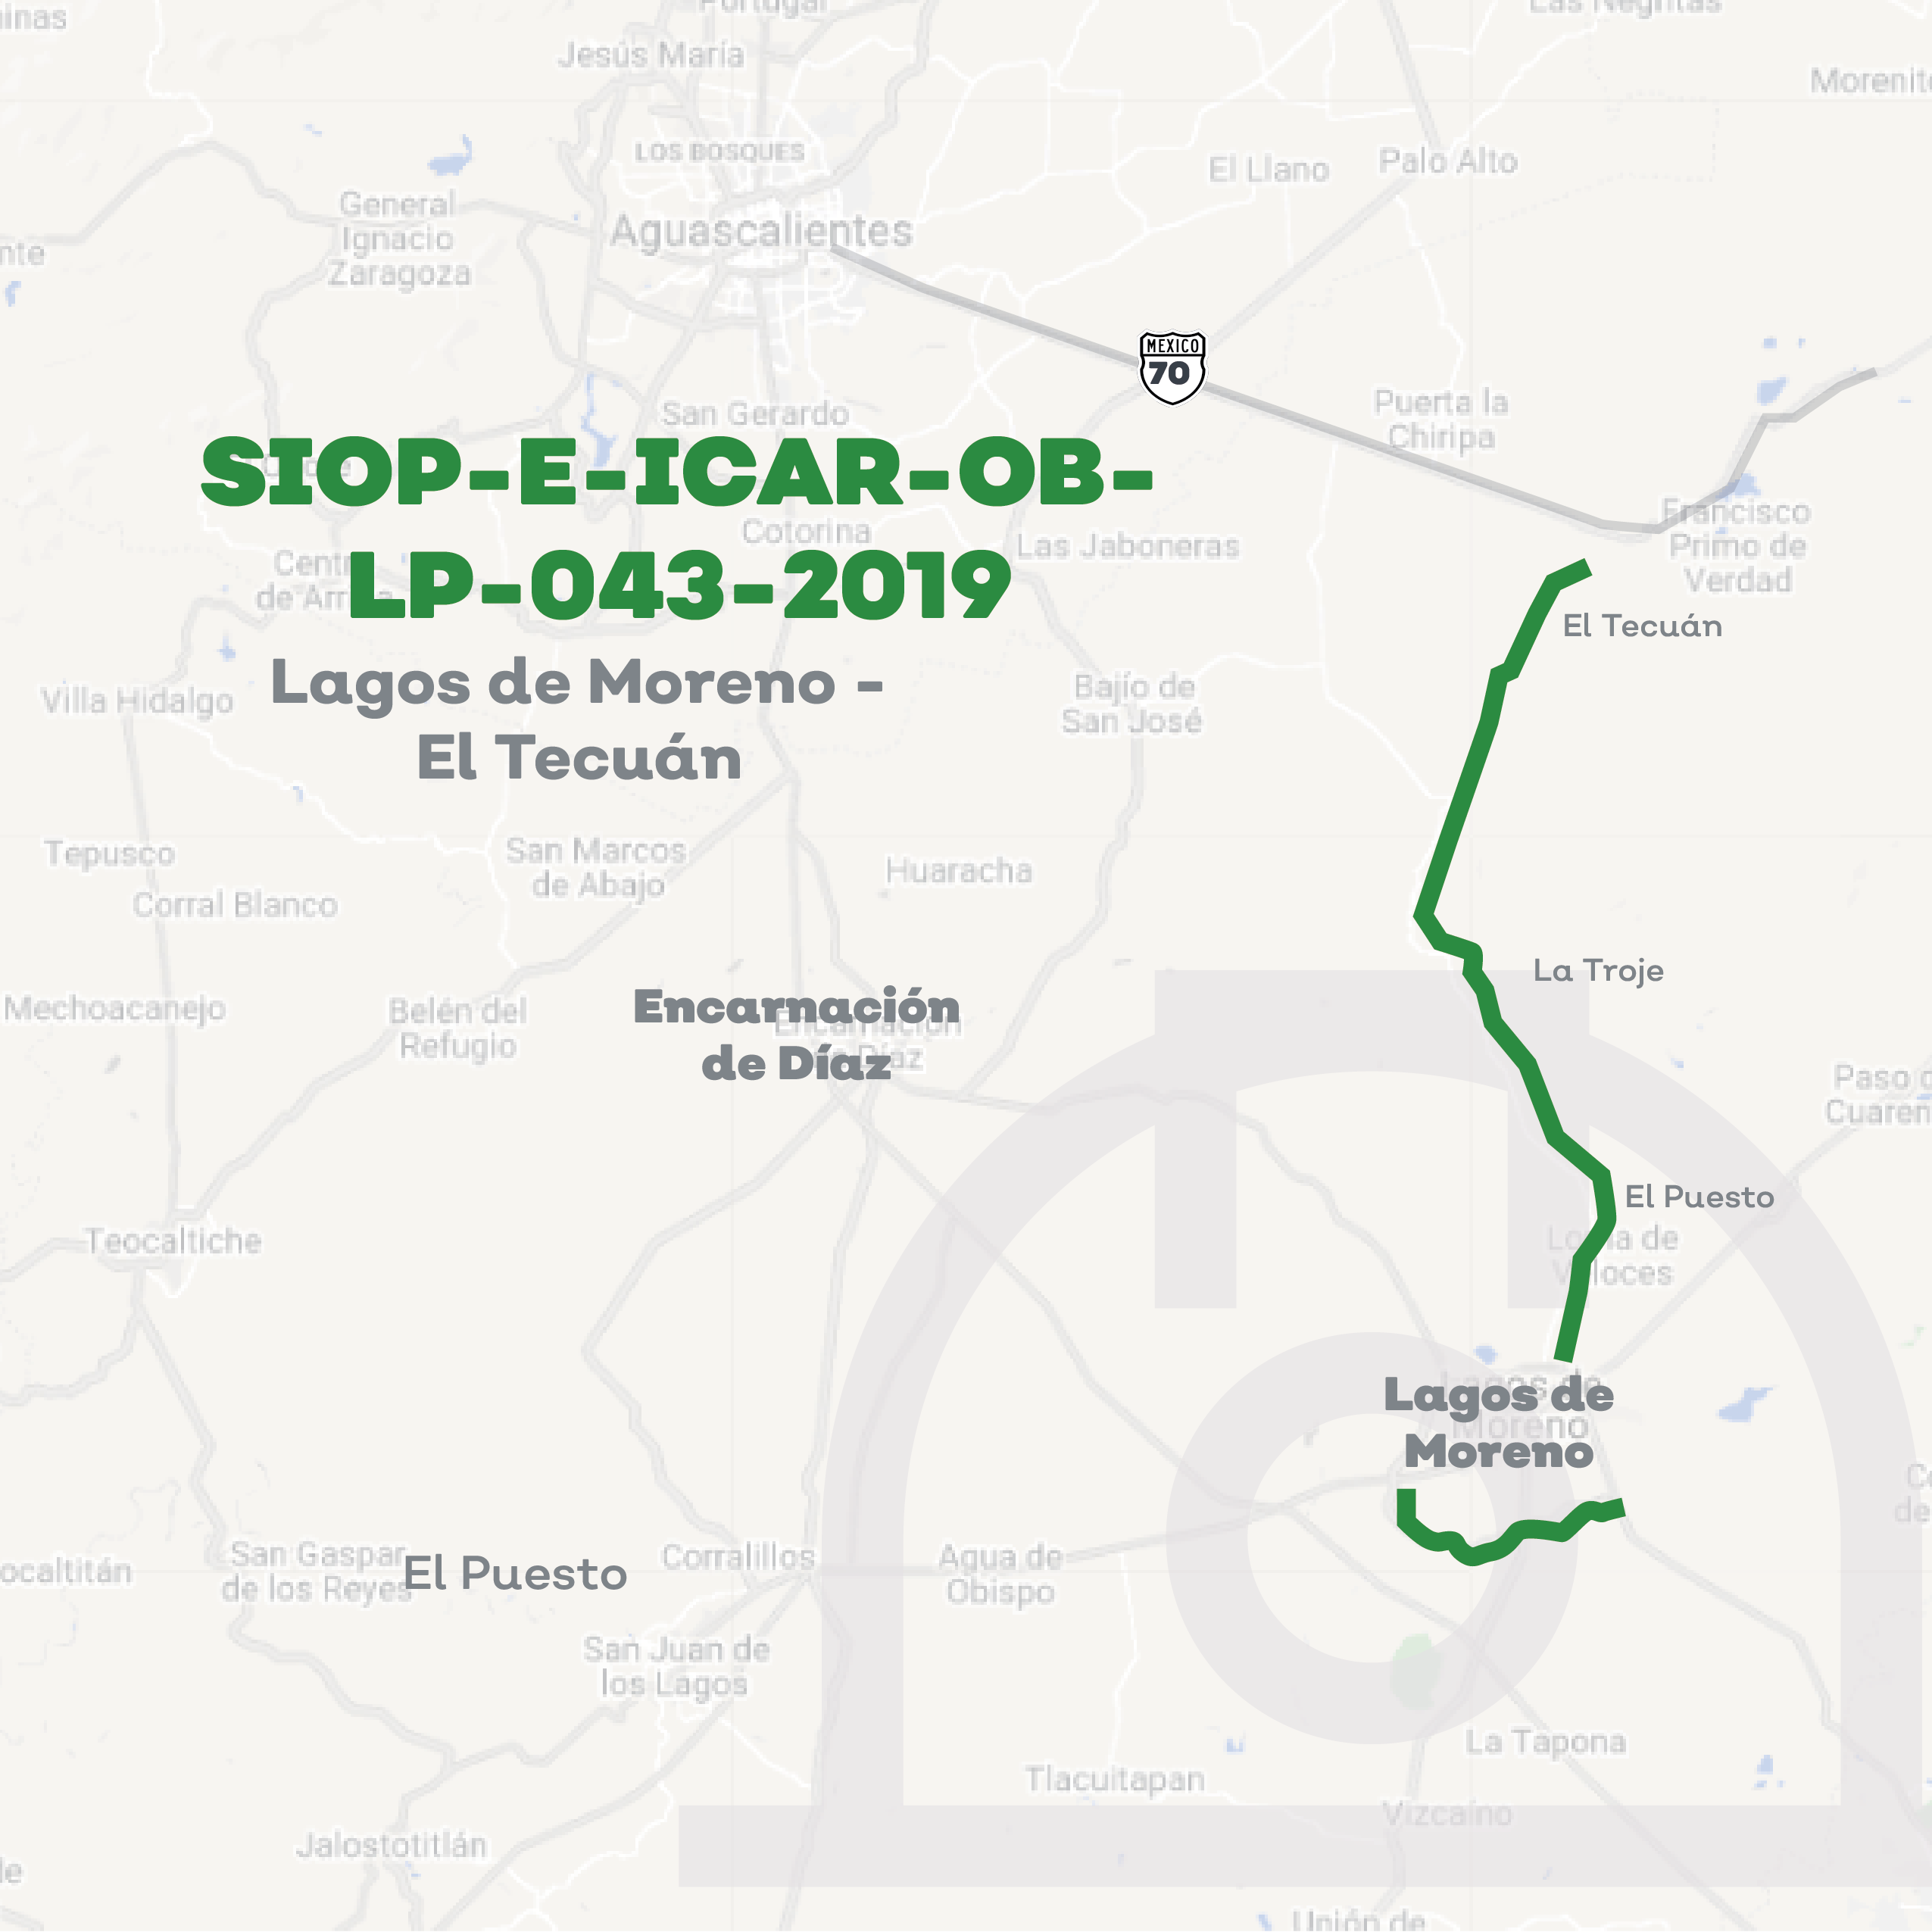 Jesús María
Morenit
LOS BOSQUES
El Llano
Palo Alto
General
Ignacio
Zaragoza
Aguascalientes
nte
MEXICO
70
San Gerardo
Puerta la
Chiripa
SIOP-E-ICAR-OB-
LP-043-2019
Cotorina
Las Jaboneras
Francisco
Primo de
Verdad
El Tecuán
Lagos de Moreno -
El Tecuán
Villa Hidalgo
Bajío de
San José
Tepusco
San Marcos
de Abajo
Huaracha
Corral Blanco
La Troje
Mechoacanejo
Belén del
Refugio
Encarnación
de Díaz
Paso d
Cuaren
El Puesto
Teocaltiche
Lagos de
Moreno
San Gaspar
de los Reyes
El Puesto
Corralillos
Agua de
Obispo
ocaltitán
San Juan de
los Lagos
La Tapona
Tlacuitapan
Vizcaíno
Jalostotitlán
Unión de